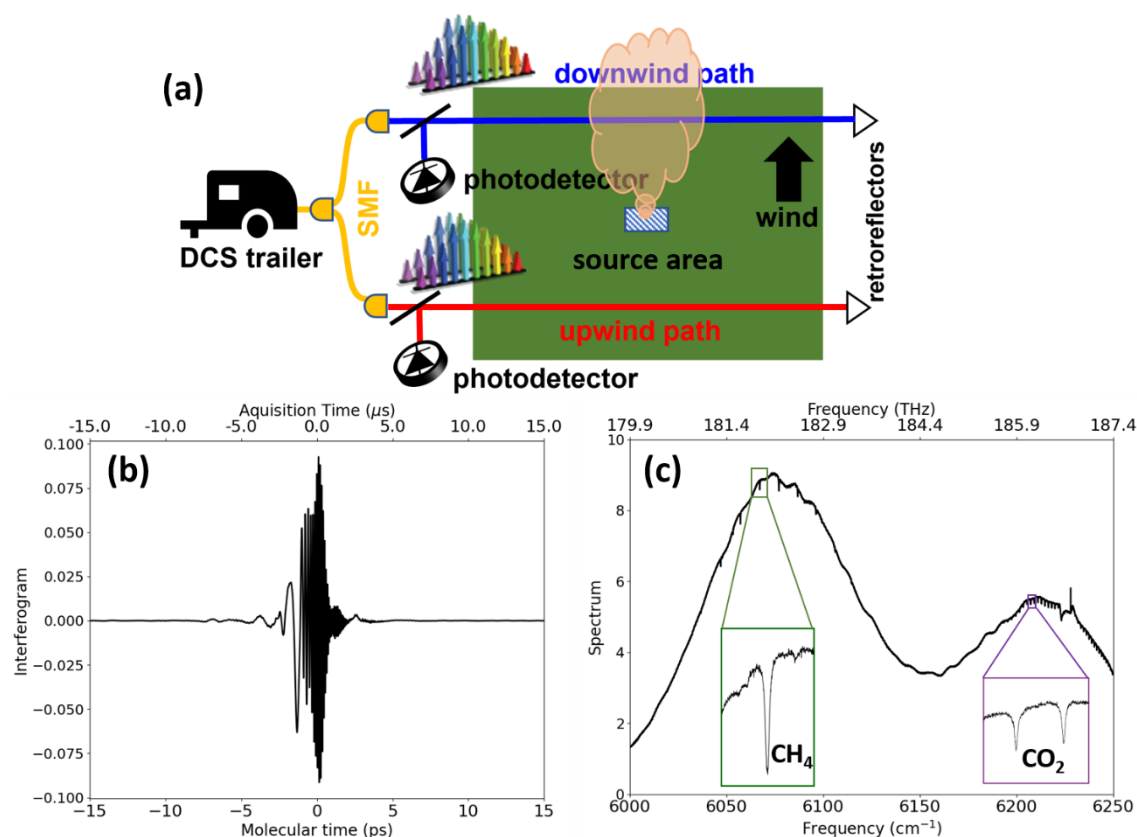 (a)
downwind path
photodetector
SMF
DCS trailer
wind
source area
retroreflectors
upwind path
photodetector
Aquisition Time (μs)
-15.0 -10.0 -5.0 0.0 5.0 10.0 15.0
(b)
0.100
0.075
0.050
0.025
0.000
−0.025
−0.050
−0.075
−0.100
Interferogram
−15 −10 −5 0 5 10 15
Molecular time (ps)
Frequency (THz)
179.9 181.4 182.9 184.4 185.9 187.4
(c)
10
8
6
4
2
0
Spectrum
CH4
CO2
6000 6050 6100 6150 6200 6250
Frequency (cm⁻¹)